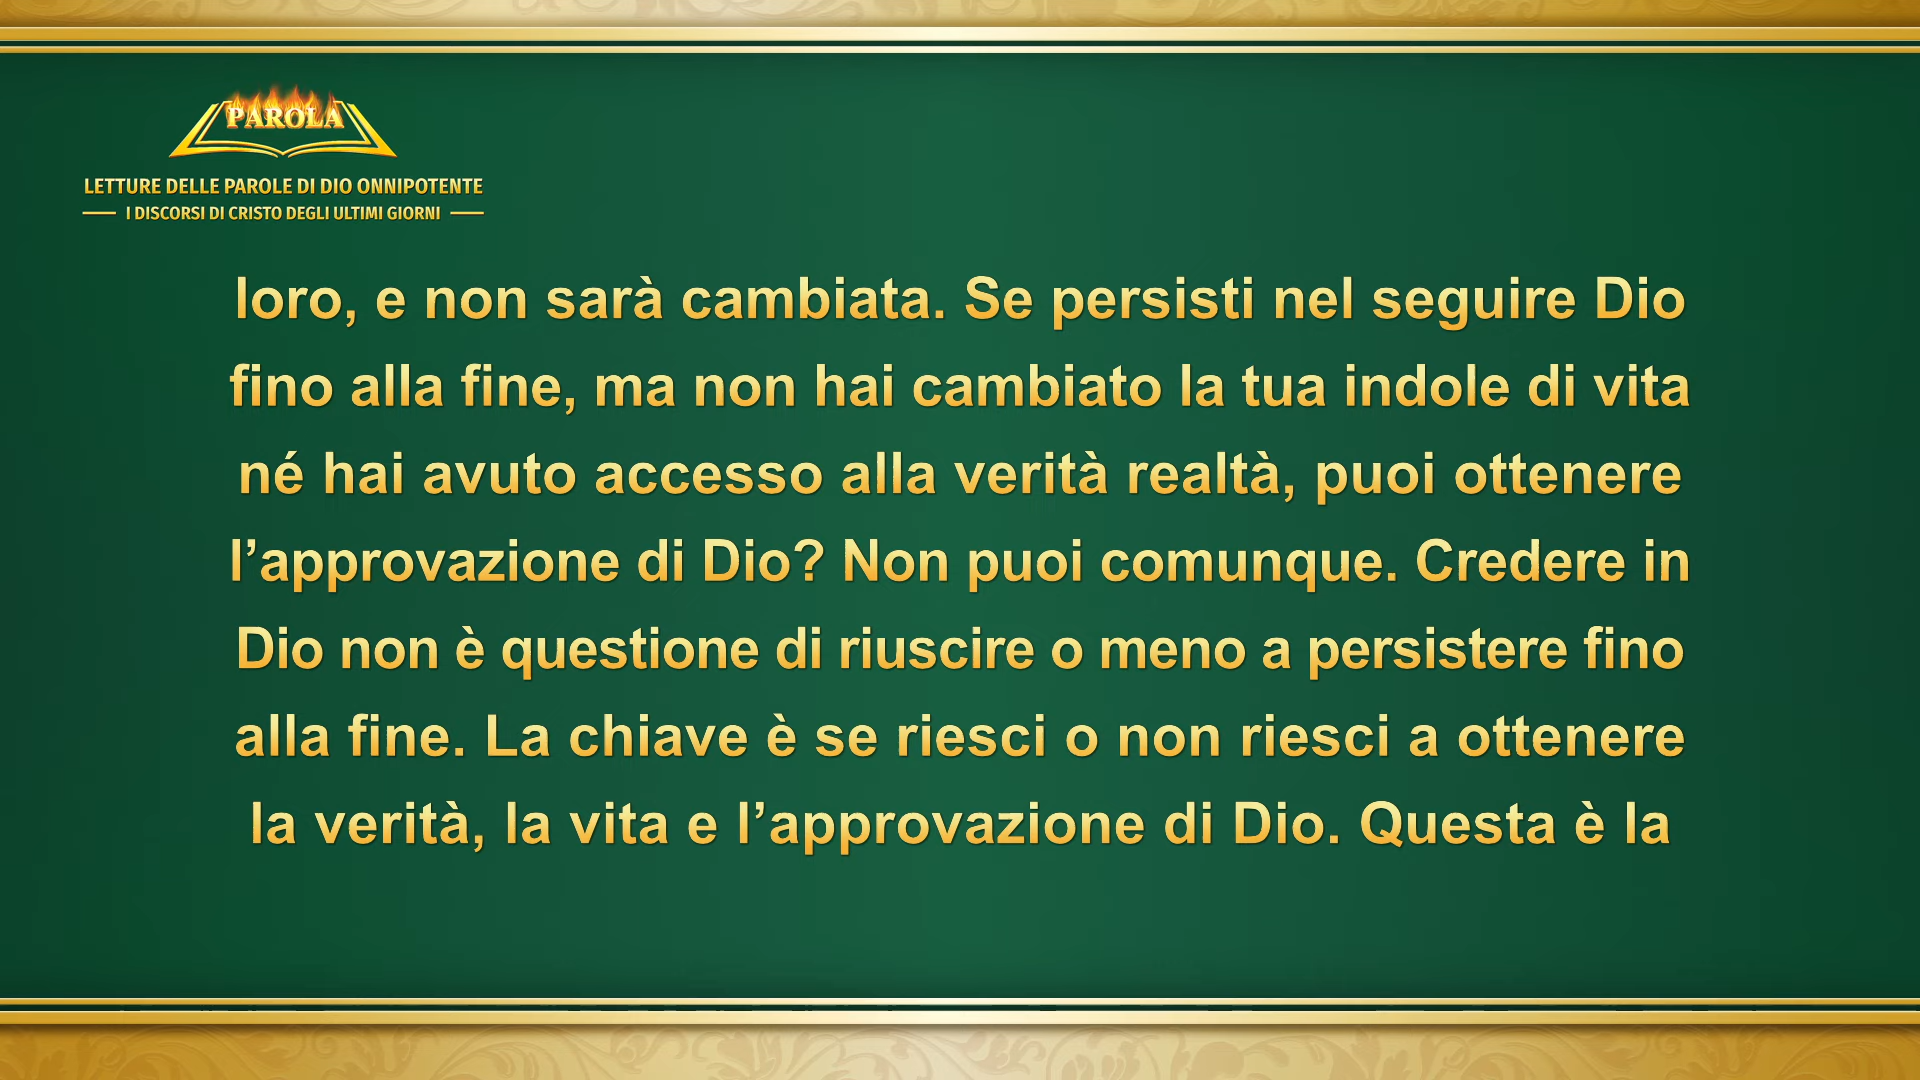 PAROLA
LETTURE DELLE PAROLE DI DIO ONNIPOTENTE
I DISCORSI DI CRISTO DEGLI ULTIMI GIORNI
loro, e non sarà cambiata. Se persisti nel seguire Dio
fino alla fine, ma non hai cambiato la tua indole di vita
né hai avuto accesso alla verità realtà, puoi ottenere
l’approvazione di Dio? Non puoi comunque. Credere in
Dio non è questione di riuscire o meno a persistere fino
alla fine. La chiave è se riesci o non riesci a ottenere
la verità, la vita e l’approvazione di Dio. Questa è la